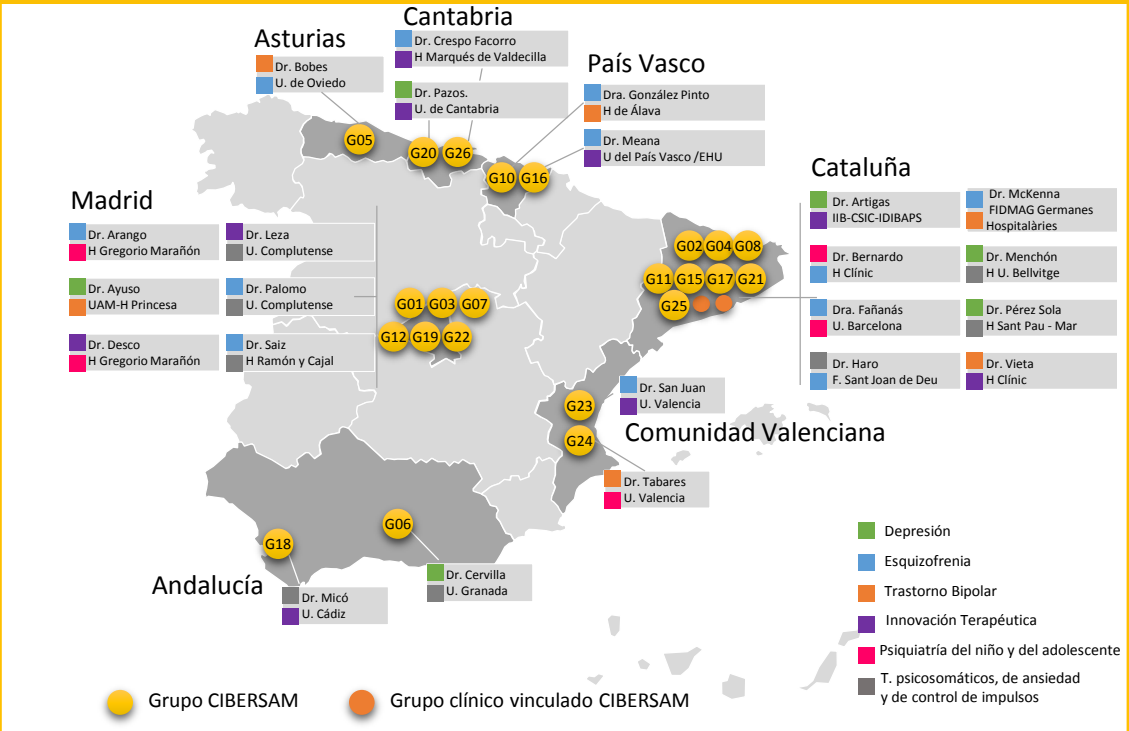 Cantabria
Dr. Crespo Facorro
H Marqués de Valdecilla
Dr. Pazos.
U. de Cantabria
Asturias
Dr. Bobes
U. de Oviedo
País Vasco
Dra. González Pinto
H de Álava
Dr. Meana
U del País Vasco /EHU
G05
G20
G26
G10
G16
Madrid
Dr. Arango
H Gregorio Marañón
Dr. Leza
U. Complutense
Dr. Ayuso
UAM-H Princesa
Dr. Palomo
U. Complutense
Dr. Desco
H Gregorio Marañón
Dr. Saiz
H Ramón y Cajal
G01
G03
G07
G12
G19
G22
Cataluña
Dr. Artigas
IIB-CSIC-IDIBAPS
Dr. McKenna
FIDMAG Germanes
Hospitalàries
Dr. Bernardo
H Clínic
Dr. Menchón
H U. Bellvitge
Dra. Fañanás
U. Barcelona
Dr. Pérez Sola
H Sant Pau - Mar
Dr. Haro
F. Sant Joan de Deu
Dr. Vieta
H Clínic
G02
G04
G08
G11
G15
G17
G21
G25
Dr. San Juan
U. Valencia
G23
G24
Comunidad Valenciana
Dr. Tabares
U. Valencia
G06
G18
Andalucía
Dr. Cervilla
U. Granada
Dr. Micó
U. Cádiz
Depresión
Esquizofrenia
Trastorno Bipolar
Innovación Terapéutica
Psiquiatría del niño y del adolescente
T. psicosomáticos, de ansiedad
y de control de impulsos
Grupo CIBERSAM
Grupo clínico vinculado CIBERSAM